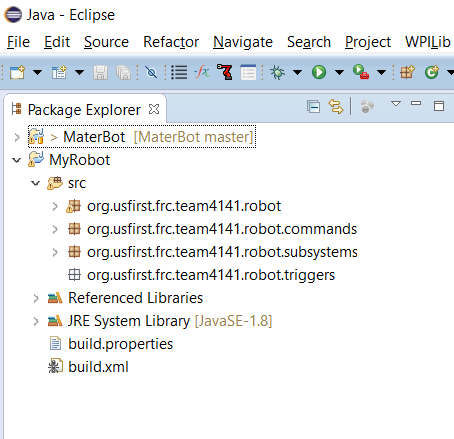 Java - Eclipse
File Edit Source Refactor Navigate Search Project WPILib
Package Explorer
> MaterBot [MaterBot master]
MyRobot
src
org.usfirst.frc.team4141.robot
org.usfirst.frc.team4141.robot.commands
org.usfirst.frc.team4141.robot.subsystems
org.usfirst.frc.team4141.robot.triggers
Referenced Libraries
JRE System Library [JavaSE-1.8]
build.properties
build.xml